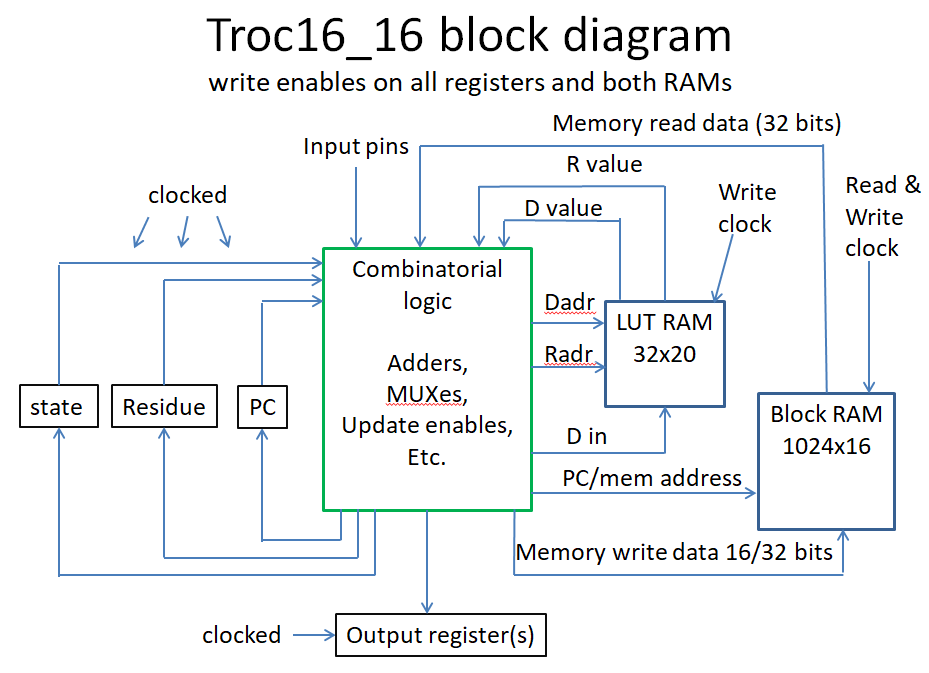 Troc16_16 block diagram
write enables on all registers and both RAMs
Memory read data (32 bits)
Input pins
R value
clocked
D value
Write
clock
Read &
Write
clock
Combinatorial
logic
Adders,
MUXes,
Update enables,
Etc.
Dadr
Radr
LUT RAM
32x20
state
Residue
PC
Block RAM
1024x16
D in
PC/mem address
Memory write data 16/32 bits
clocked
Output register(s)